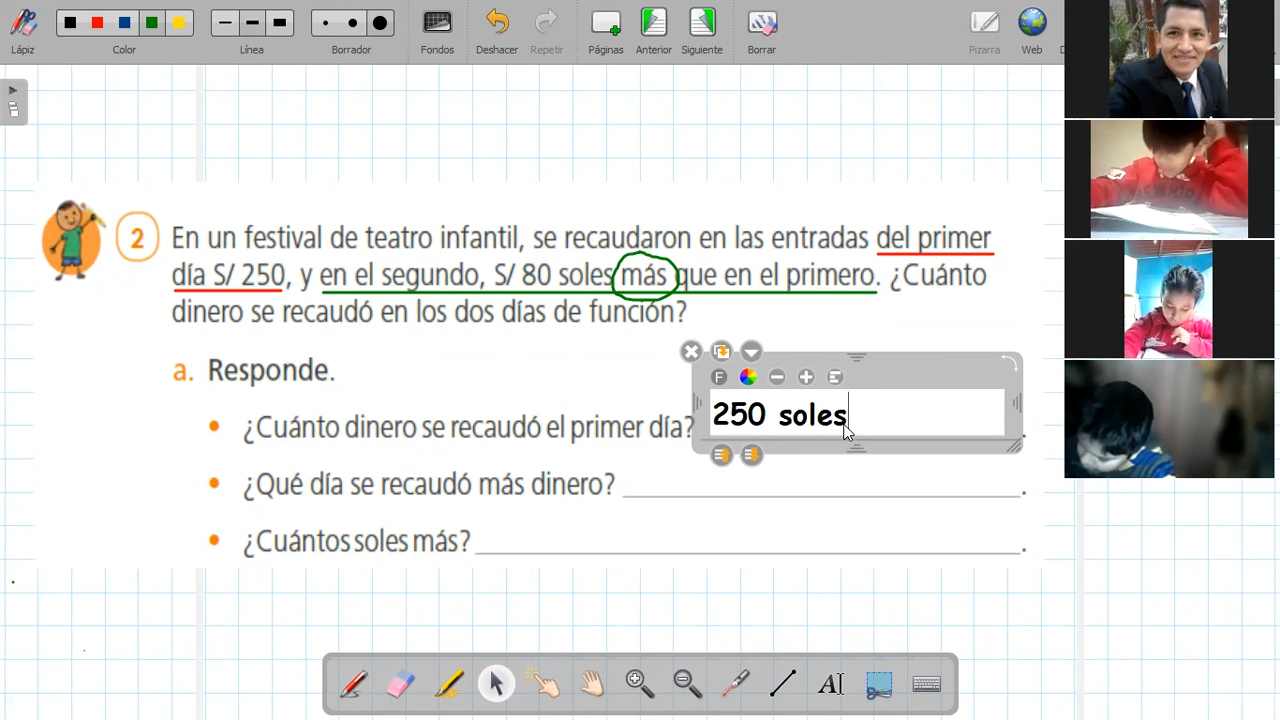 Lápiz
Color
Línea
Borrador
Fondos
Deshacer
Repetir
Páginas
Anterior
Siguiente
Borrar
Pizarra
Web
2 En un festival de teatro infantil, se recaudaron en las entradas del primer
día S/ 250, y en el segundo, S/ 80 soles más que en el primero. ¿Cuánto
dinero se recaudó en los dos días de función?
a. Responde.
F
250 soles
• ¿Cuánto dinero se recaudó el primer día? .
• ¿Qué día se recaudó más dinero? .
• ¿Cuántos soles más? .
AI